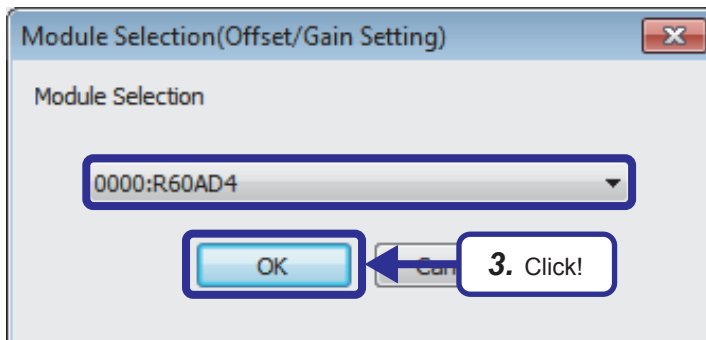 Module Selection(Offset/Gain Setting)
Module Selection
0000:R60AD4
OK
3. Click!